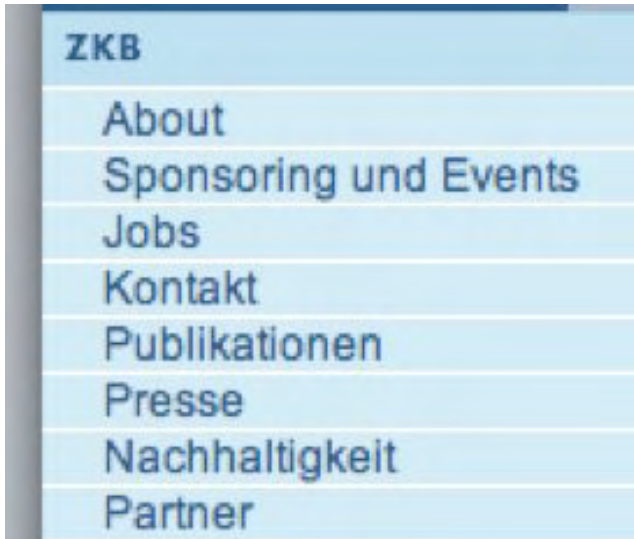 ZKB
About
Sponsoring und Events
Jobs
Kontakt
Publikationen
Presse
Nachhaltigkeit
Partner